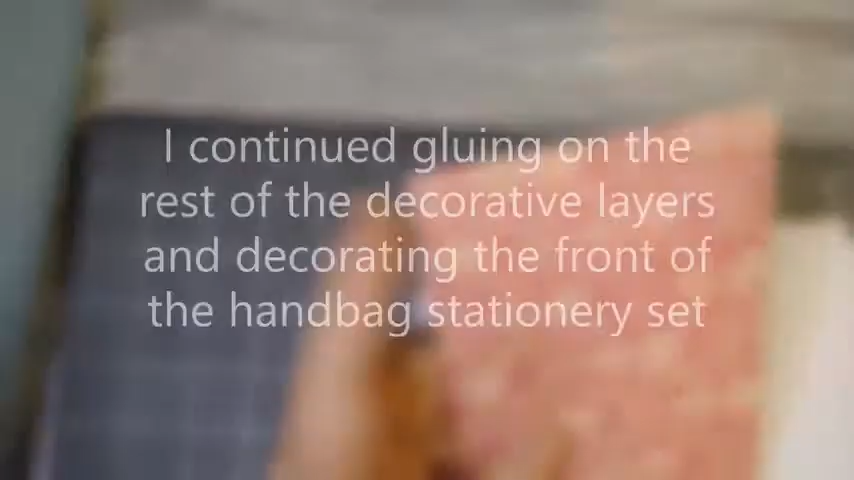 I continued gluing on the
rest of the decorative layers
and decorating the front of
the handbag stationery set